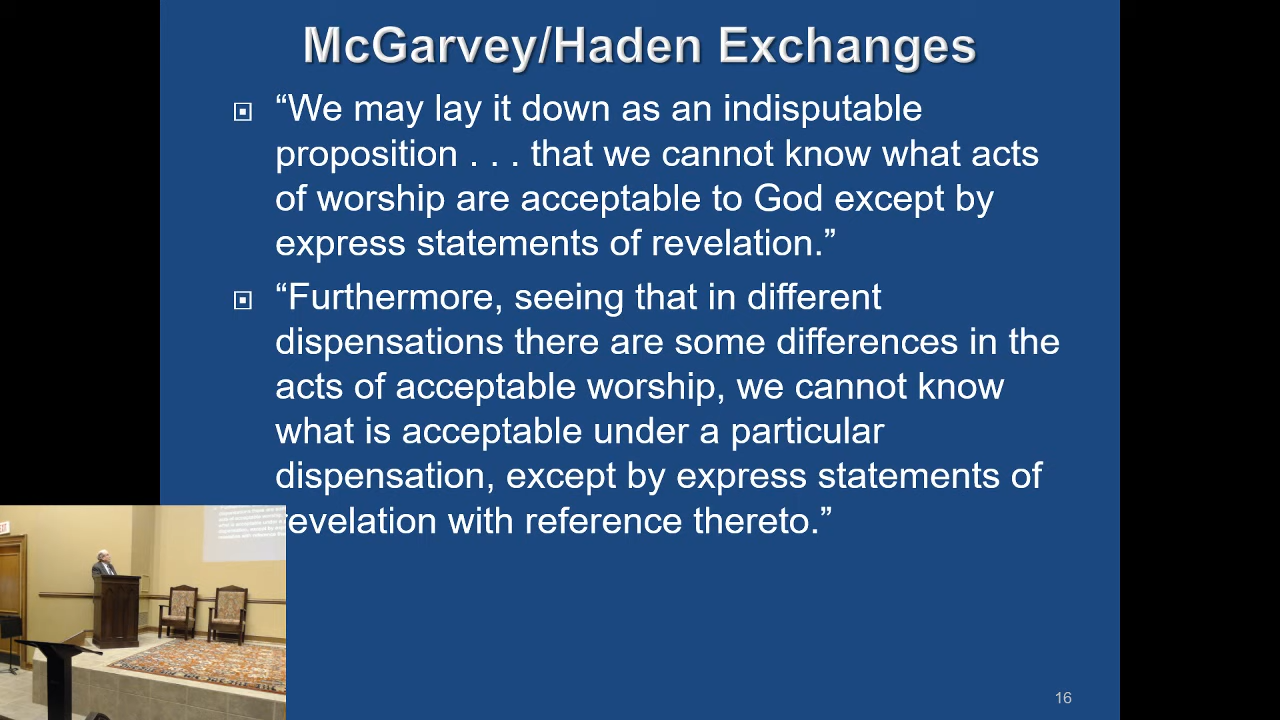 McGarvey/Haden Exchanges
“We may lay it down as an indisputable
proposition . . . that we cannot know what acts
of worship are acceptable to God except by
express statements of revelation.”
“Furthermore, seeing that in different
dispensations there are some differences in the
acts of acceptable worship, we cannot know
what is acceptable under a particular
dispensation, except by express statements of
revelation with reference thereto.”
16